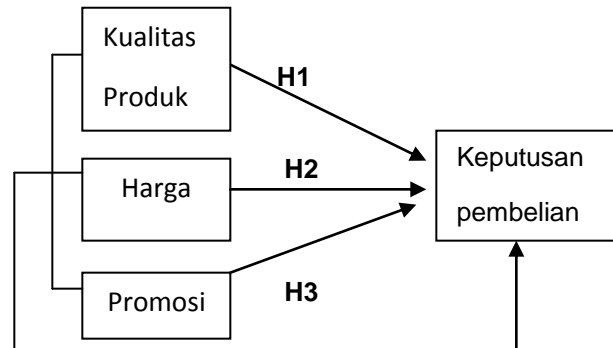 Kualitas
Produk
H1
Harga
H2
Keputusan
pembelian
Promosi
H3